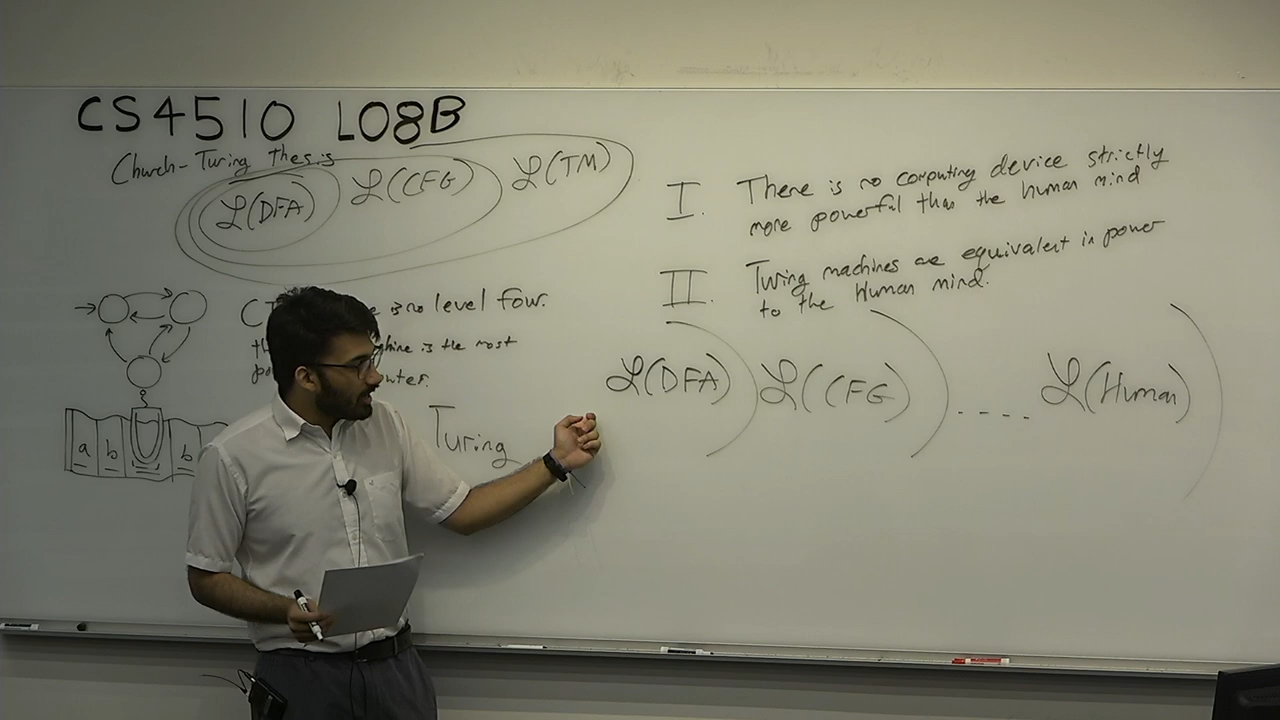 CS4510 L08B
Church-Turing thesis
L(DFA) L(CFG) L(TM)
is no level four.
is the most
Turing
a b b
I. There is no computing device strictly
more powerful than the human mind
II. Turing machines are equivalent in power
to the Human mind.
L(DFA) L(CFG) .... L(Human)